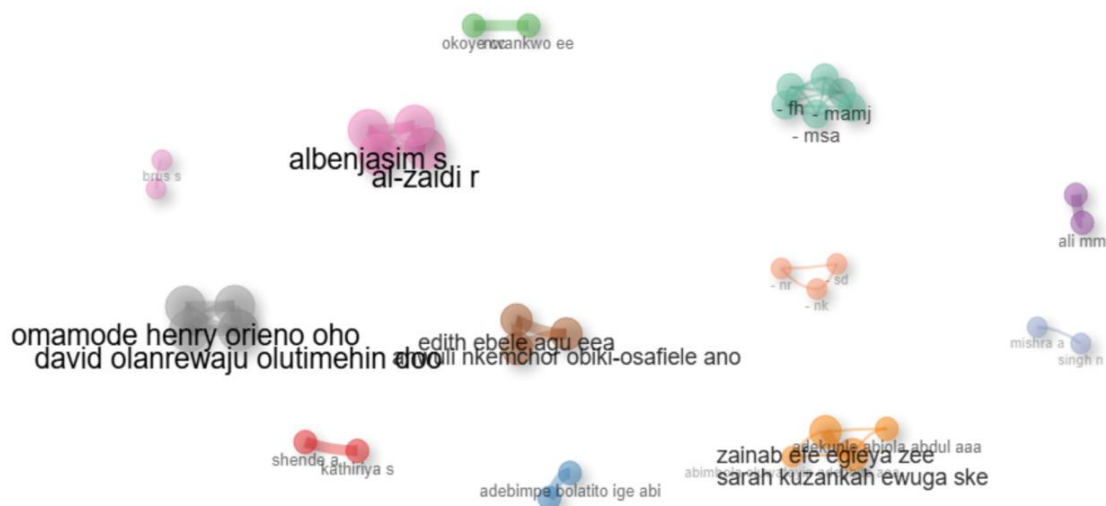 okoye cc nwankwo ee
- fh - mamj
- msa
albenjasim s
al-zaidi r
brus s
ali mm
- nr - sd
- nk
omamode henry orieno oho
david olanrewaju olutimehin doo
edith ebele agu eea
nkemchor obiki-osafiele ano
mishra a
singh n
shende a
kathiriya s
adekunle abiola abdul aaa
zainab efe egieya zee
sarah kuzankah ewuga ske
adebimpe bolatito ige abi